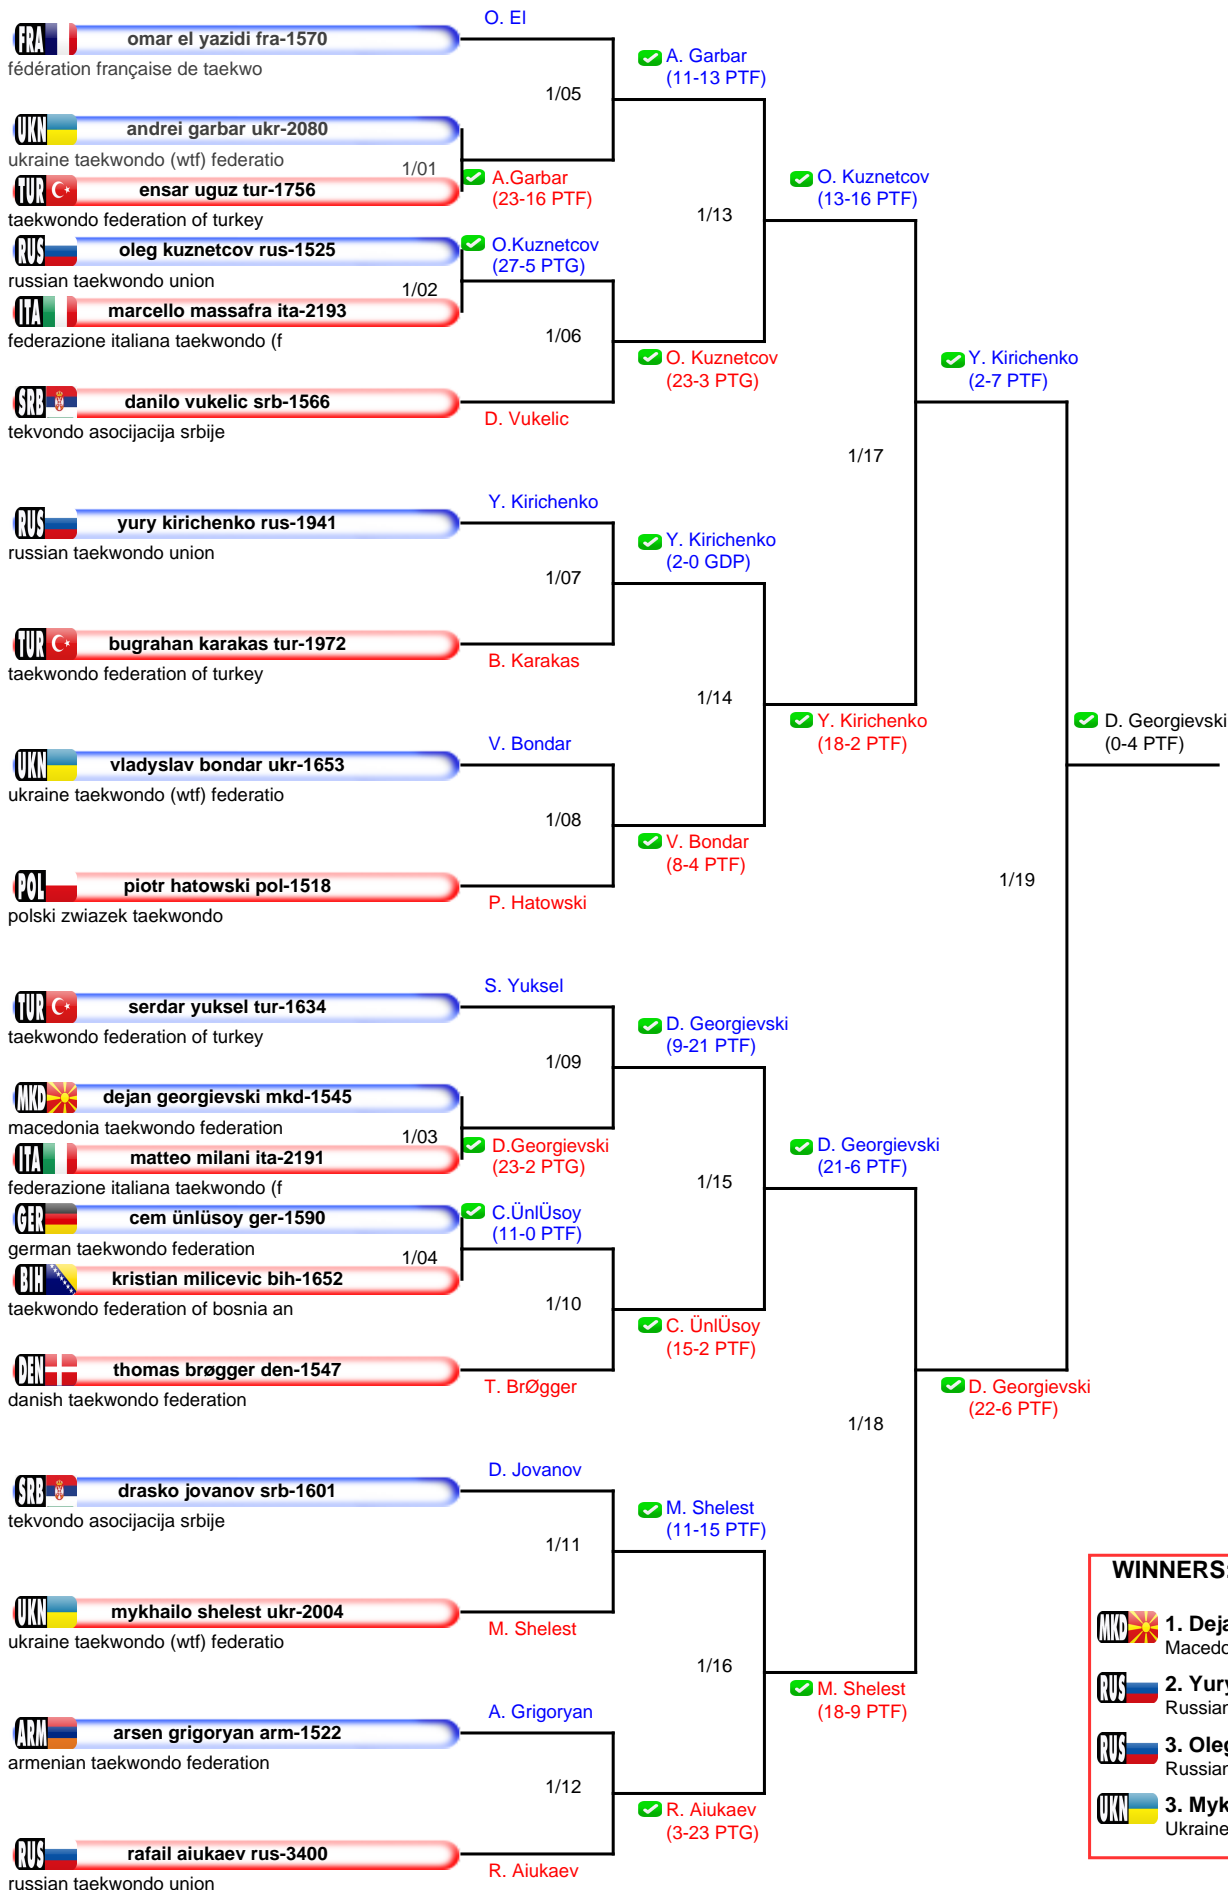 FRA omar el yazidi fra-1570
fédération française de taekwo
UKN andrei garbar ukr-2080
ukraine taekwondo (wtf) federatio
TUR ensar uguz tur-1756
taekwondo federation of turkey
RUS oleg kuznetcov rus-1525
russian taekwondo union
ITA marcello massafra ita-2193
federazione italiana taekwondo (f
SRB danilo vukelic srb-1566
tekvondo asocijacija srbije
RUS yury kirichenko rus-1941
russian taekwondo union
TUR bugrahan karakas tur-1972
taekwondo federation of turkey
UKN vladyslav bondar ukr-1653
ukraine taekwondo (wtf) federatio
POL piotr hatowski pol-1518
polski zwiazek taekwondo
TUR serdar yuksel tur-1634
taekwondo federation of turkey
MKD dejan georgievski mkd-1545
macedonia taekwondo federation
ITA matteo milani ita-2191
federazione italiana taekwondo (f
GER cem ünlüsoy ger-1590
german taekwondo federation
BIH kristian milicevic bih-1652
taekwondo federation of bosnia an
DEN thomas brøgger den-1547
danish taekwondo federation
SRB drasko jovanov srb-1601
tekvondo asocijacija srbije
UKN mykhailo shelest ukr-2004
ukraine taekwondo (wtf) federatio
ARM arsen grigoryan arm-1522
armenian taekwondo federation
RUS rafail aiukaev rus-3400
russian taekwondo union
1/01
1/02
1/03
1/04
O. El
A.Garbar
(23-16 PTF)
O.Kuznetcov
(27-5 PTG)
D. Vukelic
Y. Kirichenko
B. Karakas
V. Bondar
P. Hatowski
S. Yuksel
D.Georgievski
(23-2 PTG)
C.ÜnlÜsoy
(11-0 PTF)
T. BrØgger
D. Jovanov
M. Shelest
A. Grigoryan
R. Aiukaev
1/05
1/06
1/07
1/08
1/09
1/10
1/11
1/12
A. Garbar
(11-13 PTF)
O. Kuznetcov
(23-3 PTG)
Y. Kirichenko
(2-0 GDP)
V. Bondar
(8-4 PTF)
D. Georgievski
(9-21 PTF)
C. ÜnlÜsoy
(15-2 PTF)
M. Shelest
(11-15 PTF)
R. Aiukaev
(3-23 PTG)
1/13
1/14
1/15
1/16
O. Kuznetcov
(13-16 PTF)
Y. Kirichenko
(18-2 PTF)
D. Georgievski
(21-6 PTF)
M. Shelest
(18-9 PTF)
1/17
1/18
Y. Kirichenko
(2-7 PTF)
D. Georgievski
(22-6 PTF)
1/19
D. Georgievski
(0-4 PTF)
WINNERS:
MKD 1. Deja
Macedo
RUS 2. Yury
Russian
RUS 3. Oleg
Russian
UKN 3. Myk
Ukraine